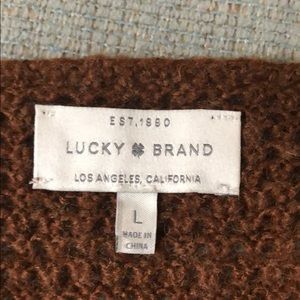 EST. 1990
LUCKY BRAND
LOS ANGELES, CALIFORNIA
L
MADE IN
CHINA